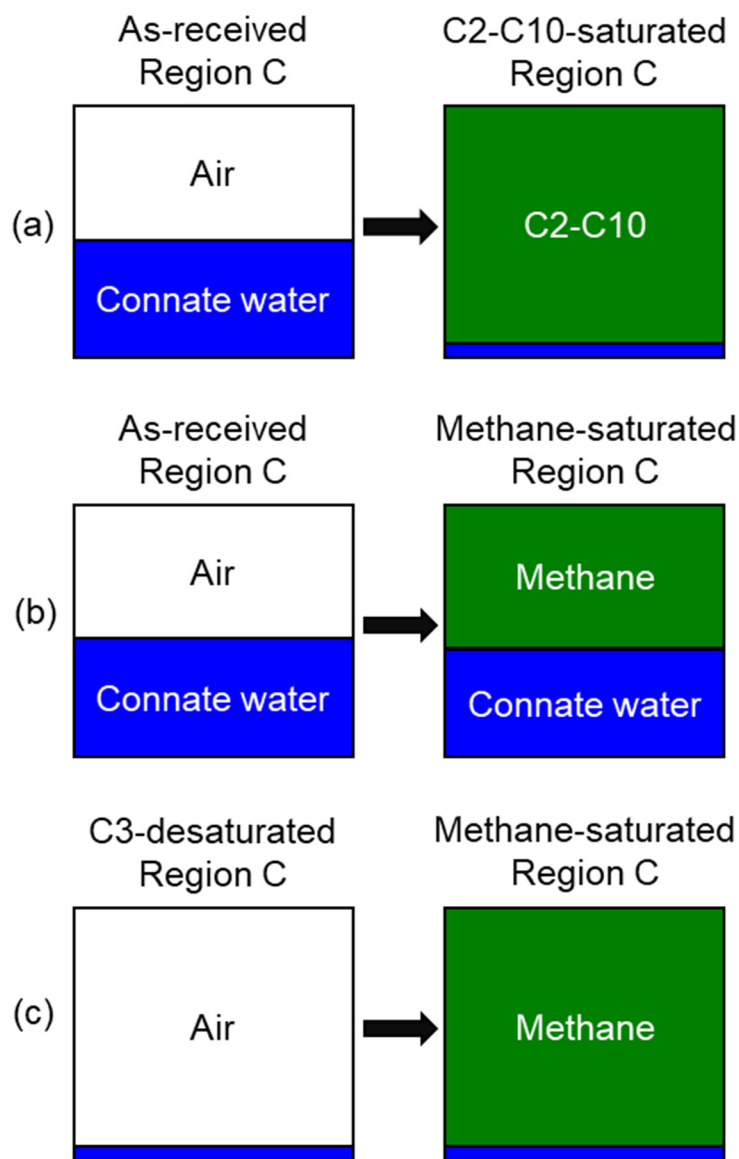 As-received
Region C
C2-C10-saturated
Region C
(a)
Air
Connate water
C2-C10
As-received
Region C
Methane-saturated
Region C
(b)
Air
Connate water
Methane
Connate water
C3-desaturated
Region C
Methane-saturated
Region C
(c)
Air
Methane